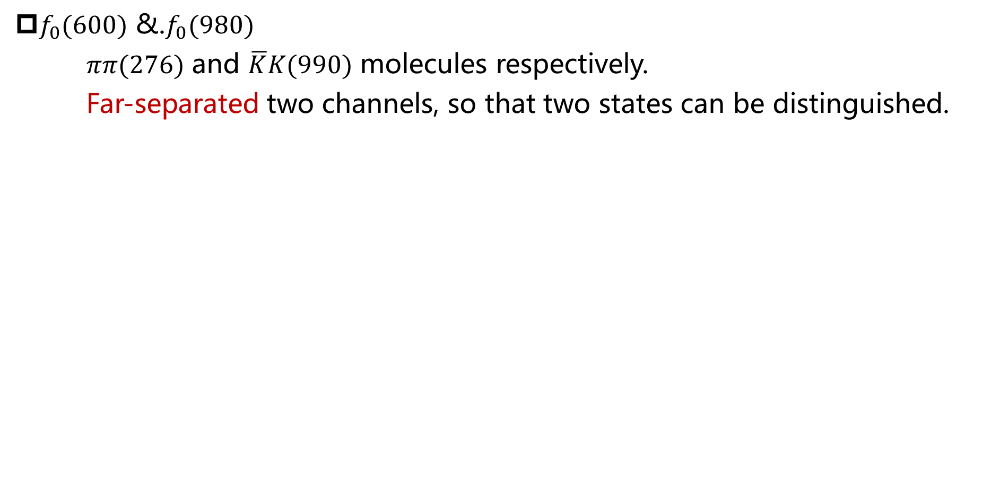 ❑f₀(600) &.f₀(980)
ππ(276) and K̅K(990) molecules respectively.
Far-separated two channels, so that two states can be distinguished.